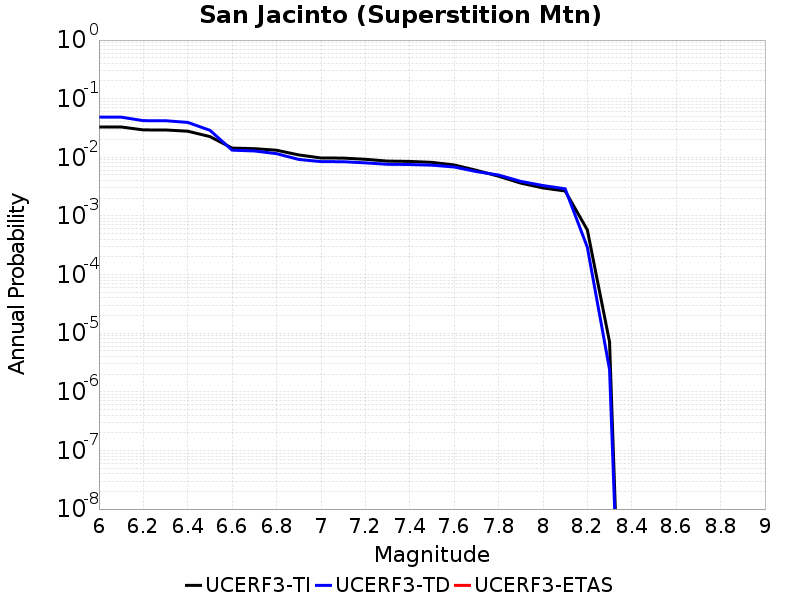 San Jacinto (Superstition Mtn)
10^0
10^-1
10^-2
10^-3
10^-4
10^-5
10^-6
10^-7
10^-8
Annual Probability
6 6.2 6.4 6.6 6.8 7 7.2 7.4 7.6 7.8 8 8.2 8.4 8.6 8.8 9
Magnitude
UCERF3-TI UCERF3-TD UCERF3-ETAS